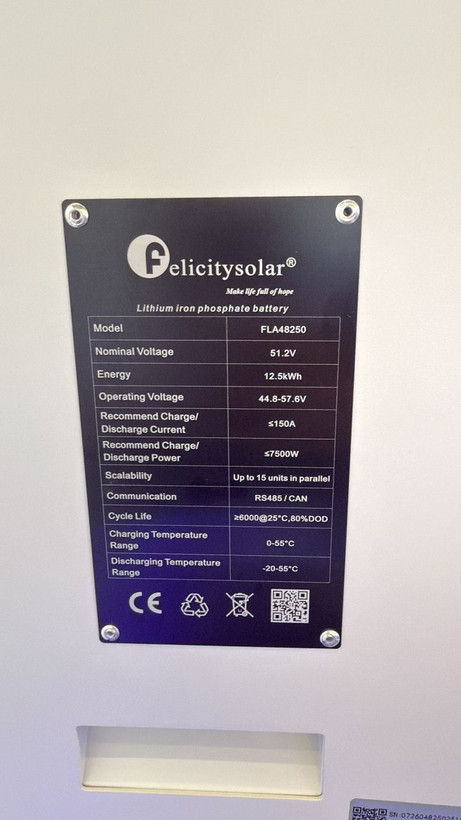 felicitysolar®
Make life full of hope
Lithium iron phosphate battery
Model FLA48250
Nominal Voltage 51.2V
Energy 12.5kWh
Operating Voltage 44.8-57.6V
Recommend Charge/
Discharge Current ≤150A
Recommend Charge/
Discharge Power ≤7500W
Scalability Up to 15 units in parallel
Communication RS485 / CAN
Cycle Life ≥6000@25°C,80%DOD
Charging Temperature
Range 0-55°C
Discharging Temperature
Range -20-55°C
CE